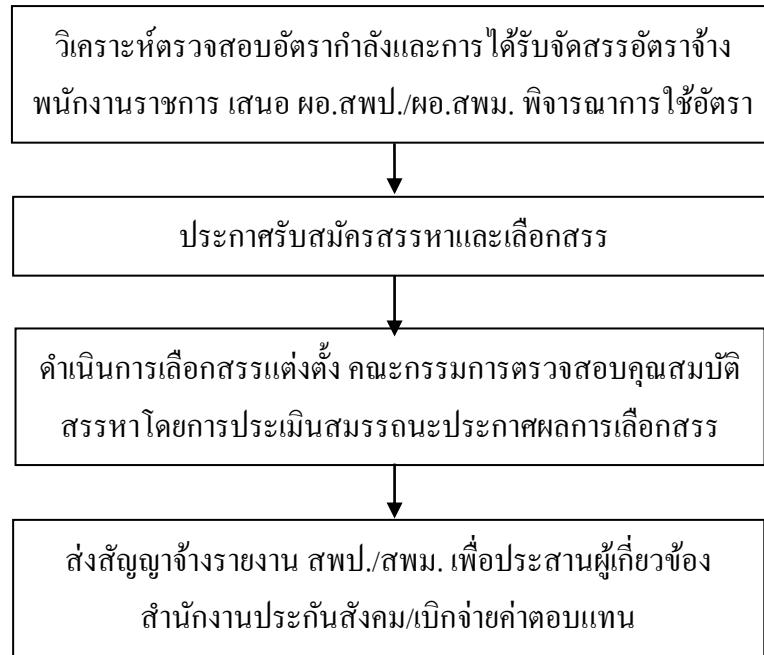 วิเคราะห์ตรวจสอบอัตรากำลังและการได้รับจัดสรรอัตราจ้าง
พนักงานราชการ เสนอ ผอ.สพป./ผอ.สพม. พิจารณาการใช้อัตรา
ประกาศรับสมัครสรรหาและเลือกสรร
ดำเนินการเลือกสรรแต่งตั้ง คณะกรรมการตรวจสอบคุณสมบัติ
สรรหาโดยการประเมินสมรรถนะประกาศผลการเลือกสรร
ส่งสัญญาจ้างรายงาน สพป./สพม. เพื่อประสานผู้เกี่ยวข้อง
สำนักงานประกันสังคม/เบิกจ่ายค่าตอบแทน